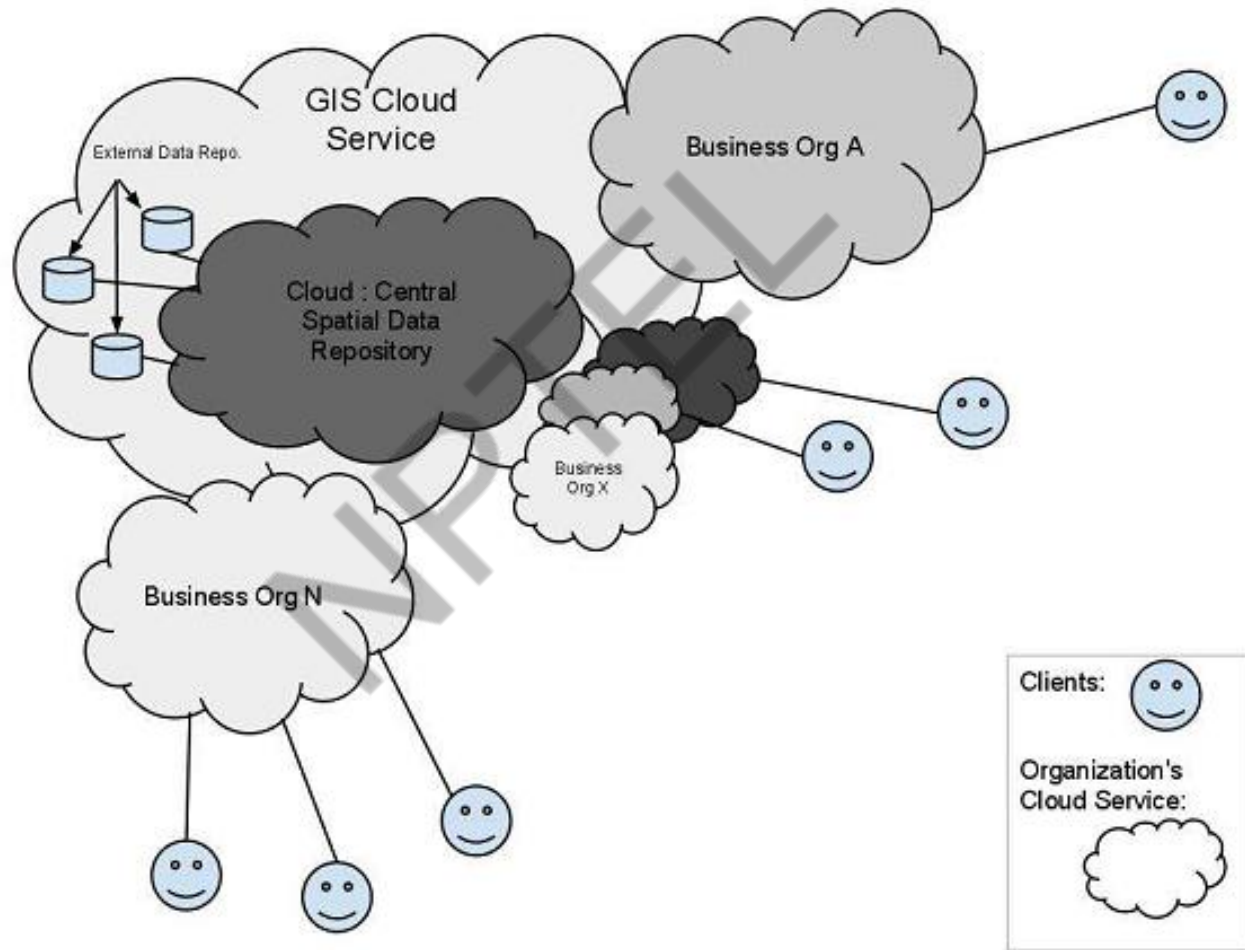 GIS Cloud
Service
External Data Repo.
Business Org A
Cloud : Central
Spatial Data
Repository
Business
Org X
Business Org N
NPTEL
Clients:
Organization's
Cloud Service: